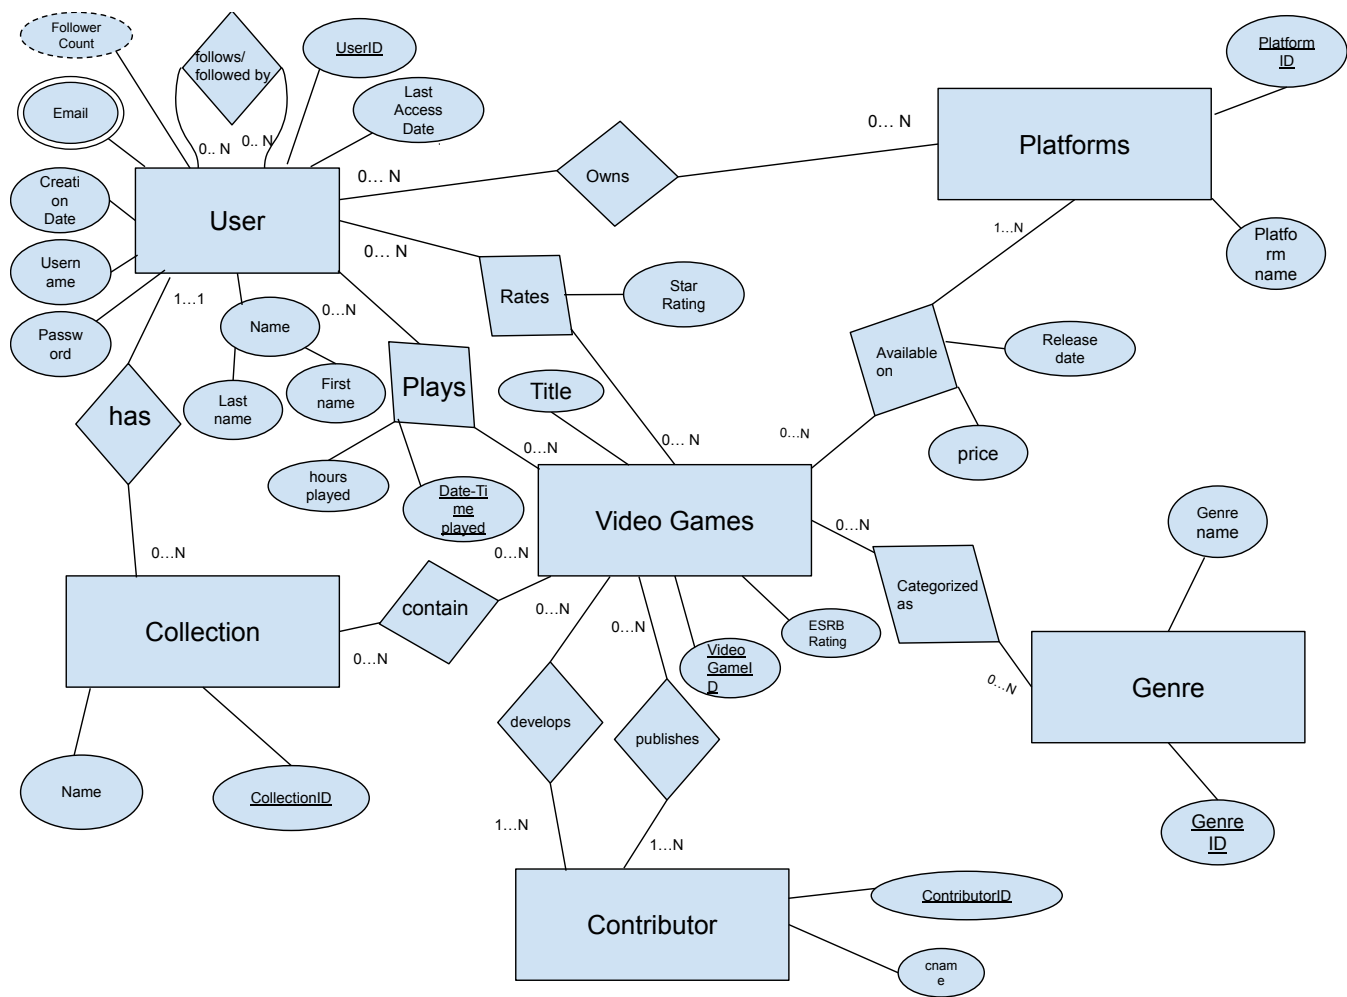 Follower
Count
follows/
followed by
UserID
Platform
ID
Email
Last
Access
Date
0.. N
0.. N
0... N
Platforms
Creati
on Date
User
0... N
Owns
Usern
ame
0... N
1...N
Platfo
rm
name
1...1
0...N
Rates
Star
Rating
Passw
ord
Name
Release
date
Available
on
Last
name
First
name
Plays
Title
has
0...N
0... N
0...N
price
hours
played
Date-Ti
me
played
Video Games
0...N
Genre
name
0...N
0...N
Collection
contain
0...N
0...N
0...N
ESRB
Rating
Categorized
as
Video
GameI
D
0...N
Genre
develops
publishes
Name
CollectionID
1...N
1...N
Genre
ID
Contributor
ContributorID
cnam
e